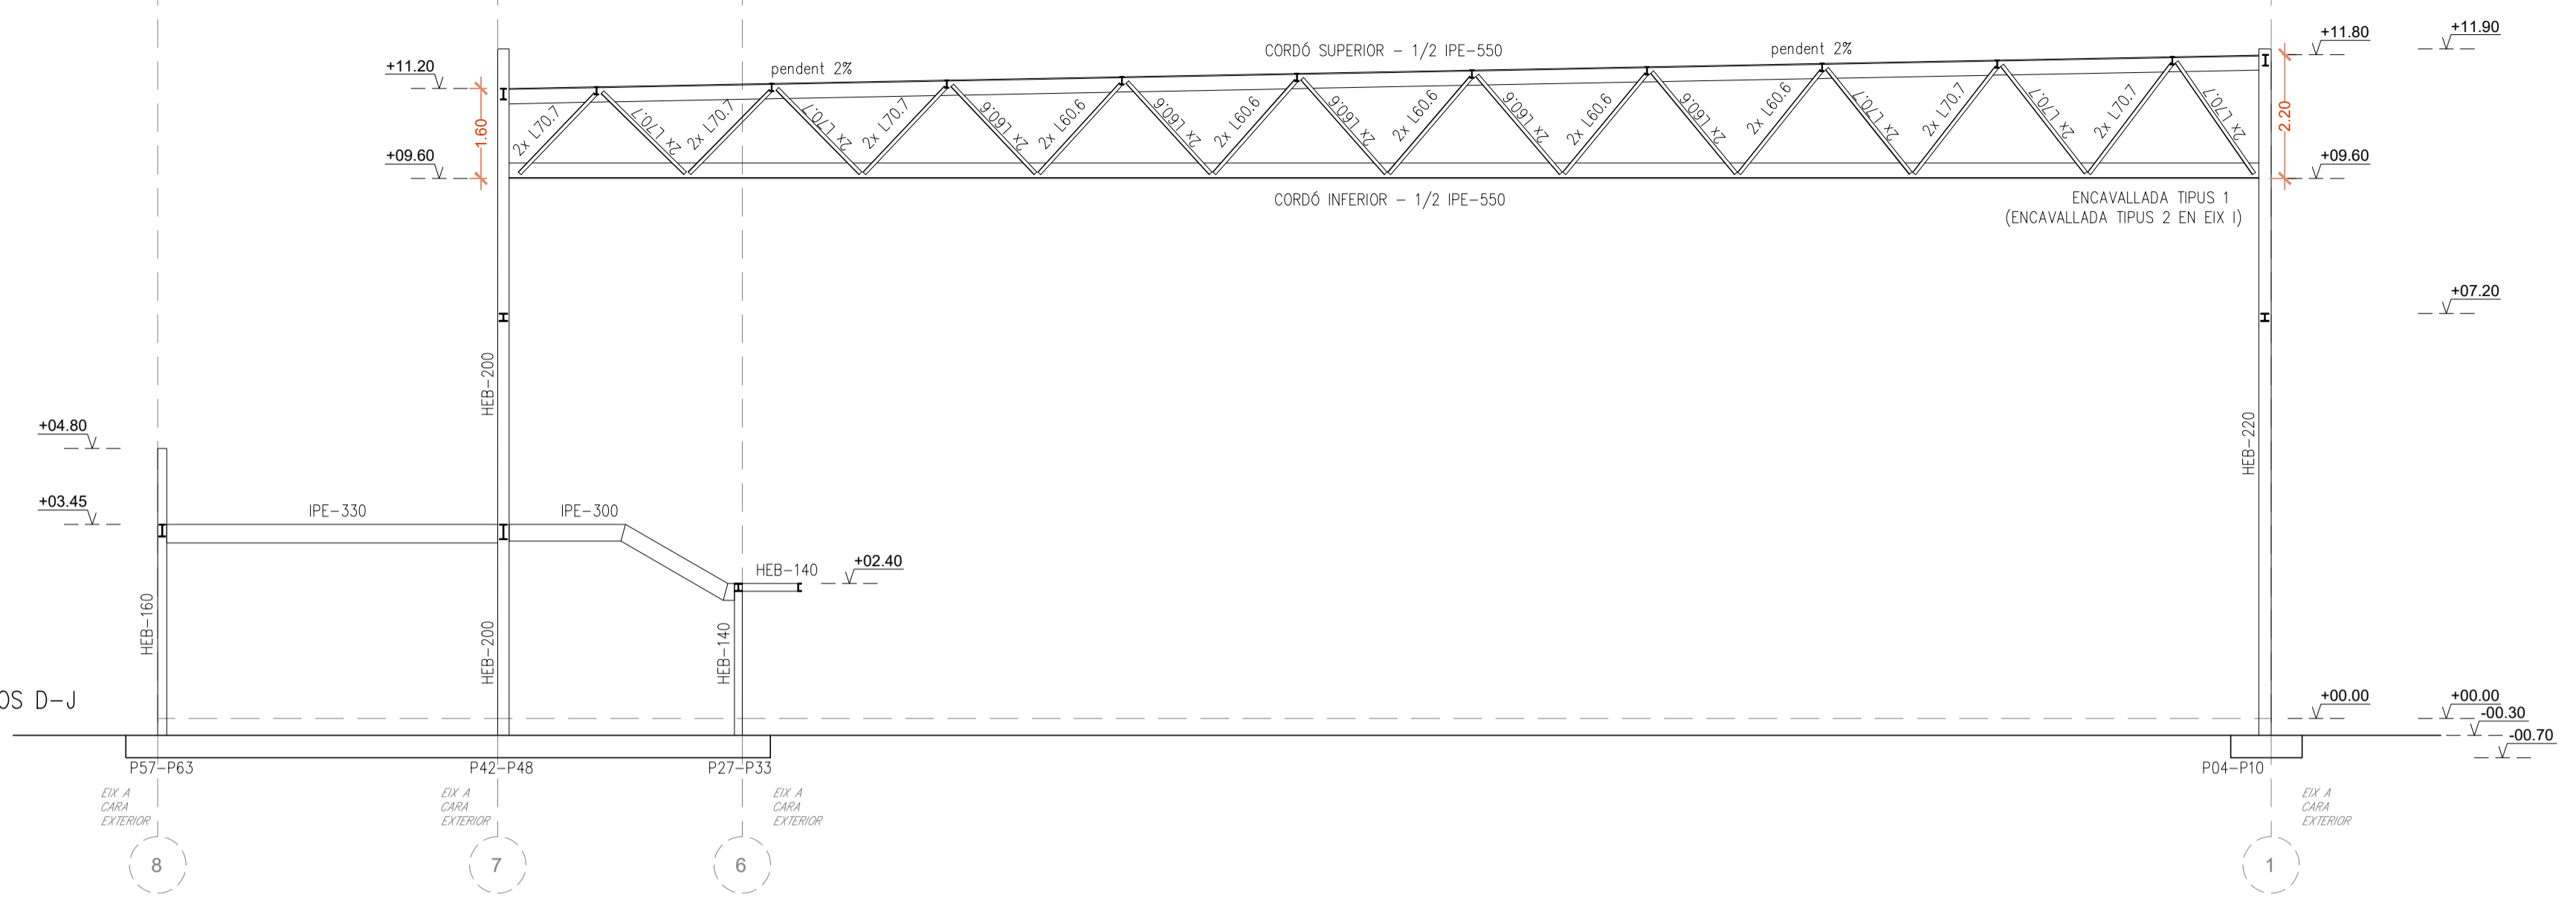 +11.90
+11.80
CORDÓ SUPERIOR - 1/2 IPE-550
pendent 2%
pendent 2%
+11.20
1.60
2.20
2x L70.7
2x L70.7
2x L70.7
2x L70.7
2x L70.7
2x L60.6
2x L60.6
2x L60.6
2x L60.6
2x L60.6
2x L60.6
2x L60.6
2x L60.6
2x L60.6
2x L60.6
2x L70.7
2x L70.7
2x L70.7
2x L70.7
2x L70.7
+09.60
+09.60
CORDÓ INFERIOR - 1/2 IPE-550
ENCAVALLADA TIPUS 1
(ENCAVALLADA TIPUS 2 EN EIX I)
+07.20
HEB-200
HEB-220
+04.80
+03.45
IPE-330
IPE-300
HEB-140
+02.40
HEB-160
HEB-200
HEB-140
OS D-J
+00.00
+00.00
-00.30
-00.70
P57-P63
P42-P48
P27-P33
P04-P10
EIX A
CARA
EXTERIOR
EIX A
CARA
EXTERIOR
EIX A
CARA
EXTERIOR
EIX A
CARA
EXTERIOR
8
7
6
1